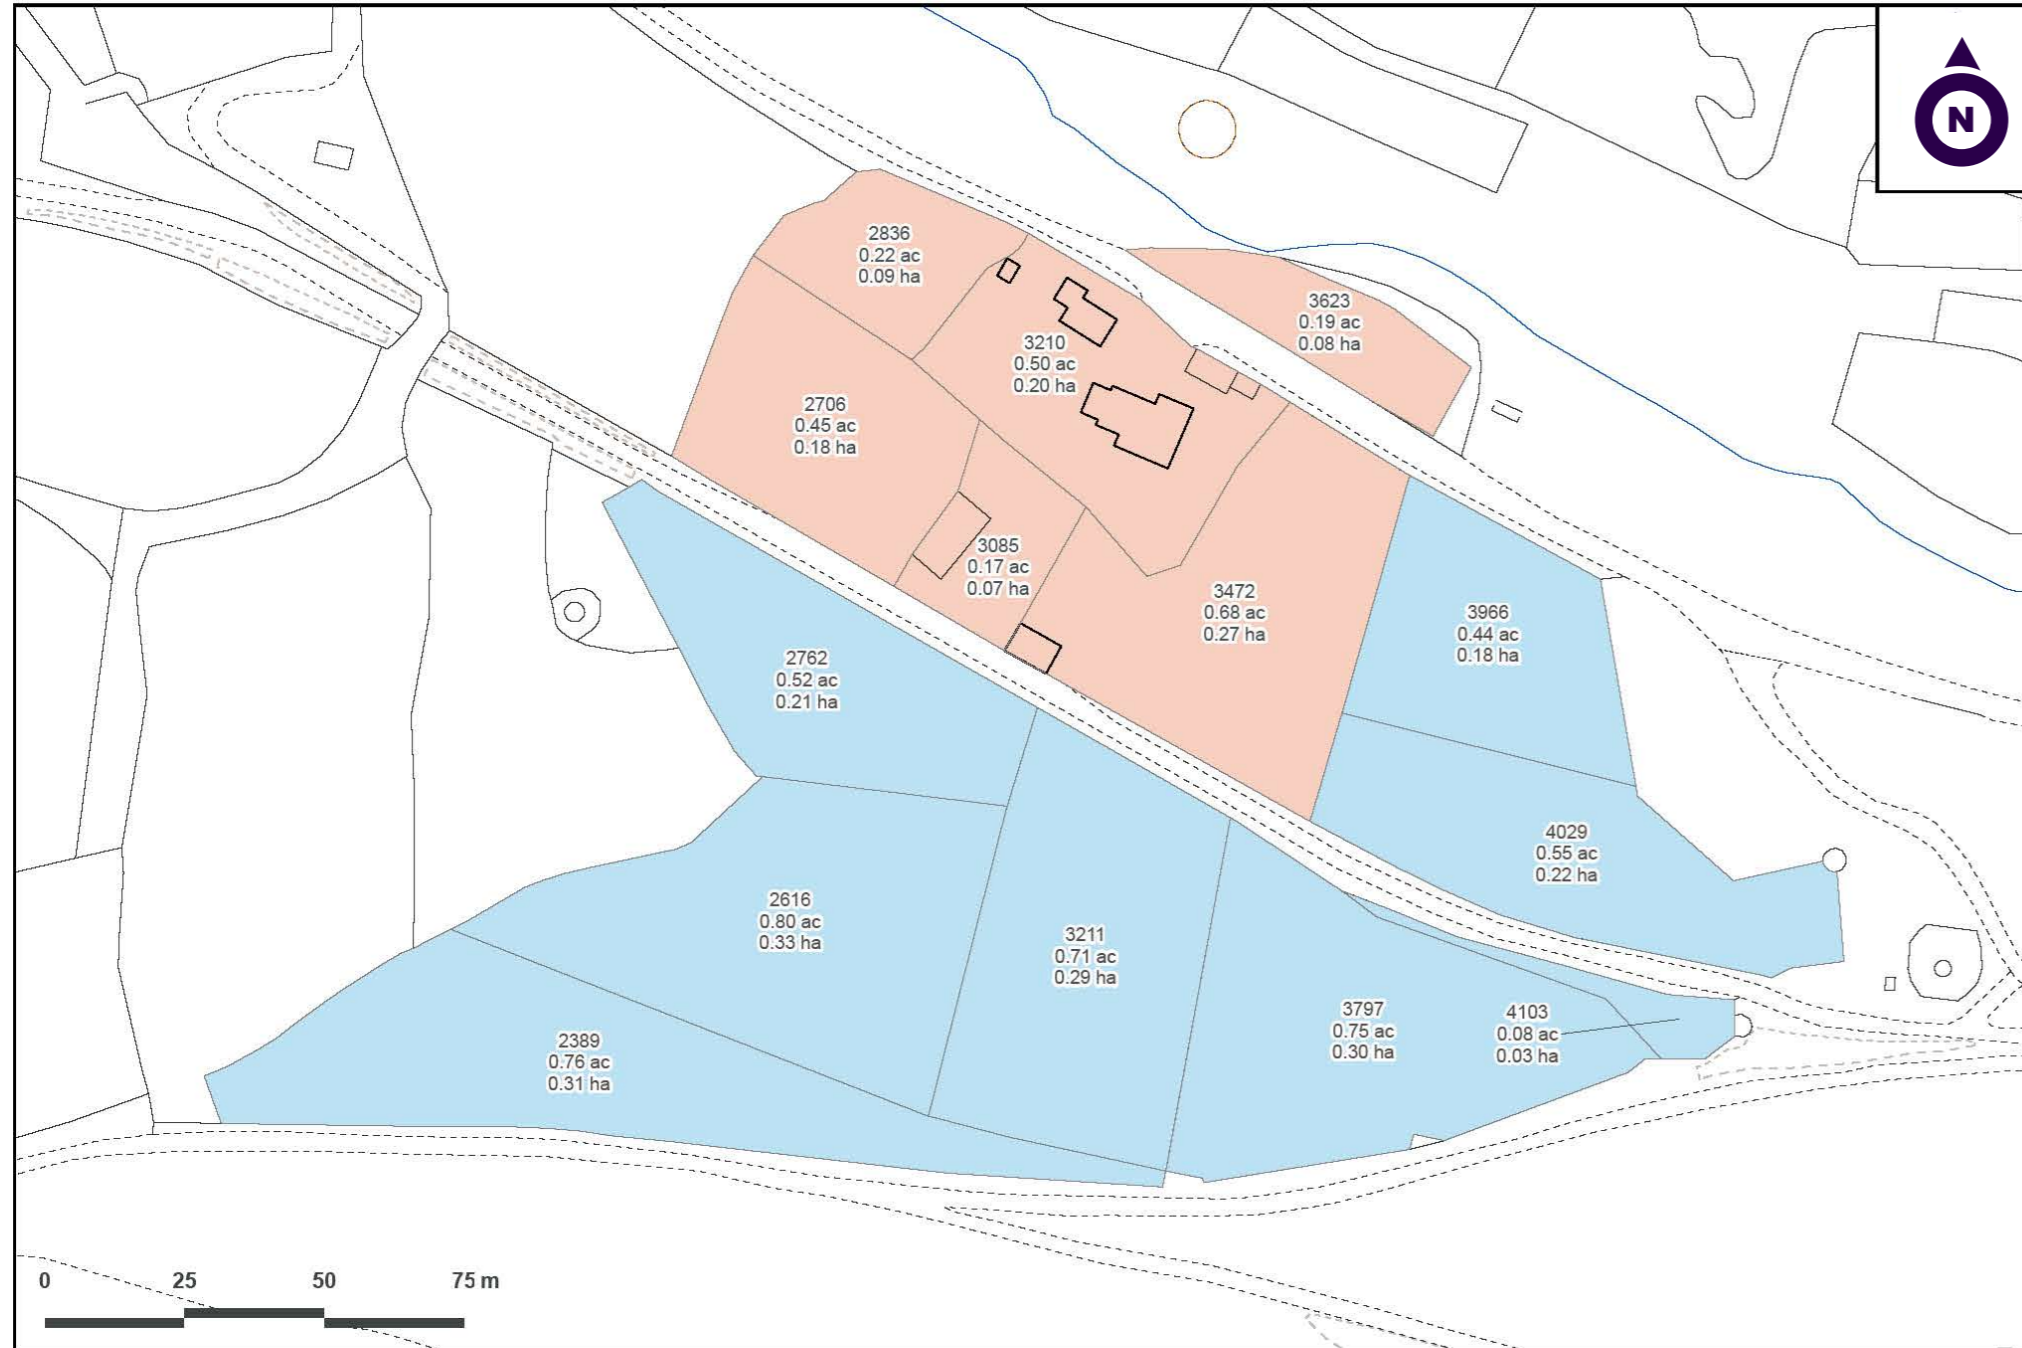 N
2836
0.22 ac
0.09 ha
3623
0.19 ac
0.08 ha
3210
0.50 ac
0.20 ha
2706
0.45 ac
0.18 ha
3085
0.17 ac
0.07 ha
3472
0.68 ac
0.27 ha
3966
0.44 ac
0.18 ha
2762
0.52 ac
0.21 ha
4029
0.55 ac
0.22 ha
2616
0.80 ac
0.33 ha
3211
0.71 ac
0.29 ha
3797
0.75 ac
0.30 ha
4103
0.08 ac
0.03 ha
2389
0.76 ac
0.31 ha
0 25 50 75 m